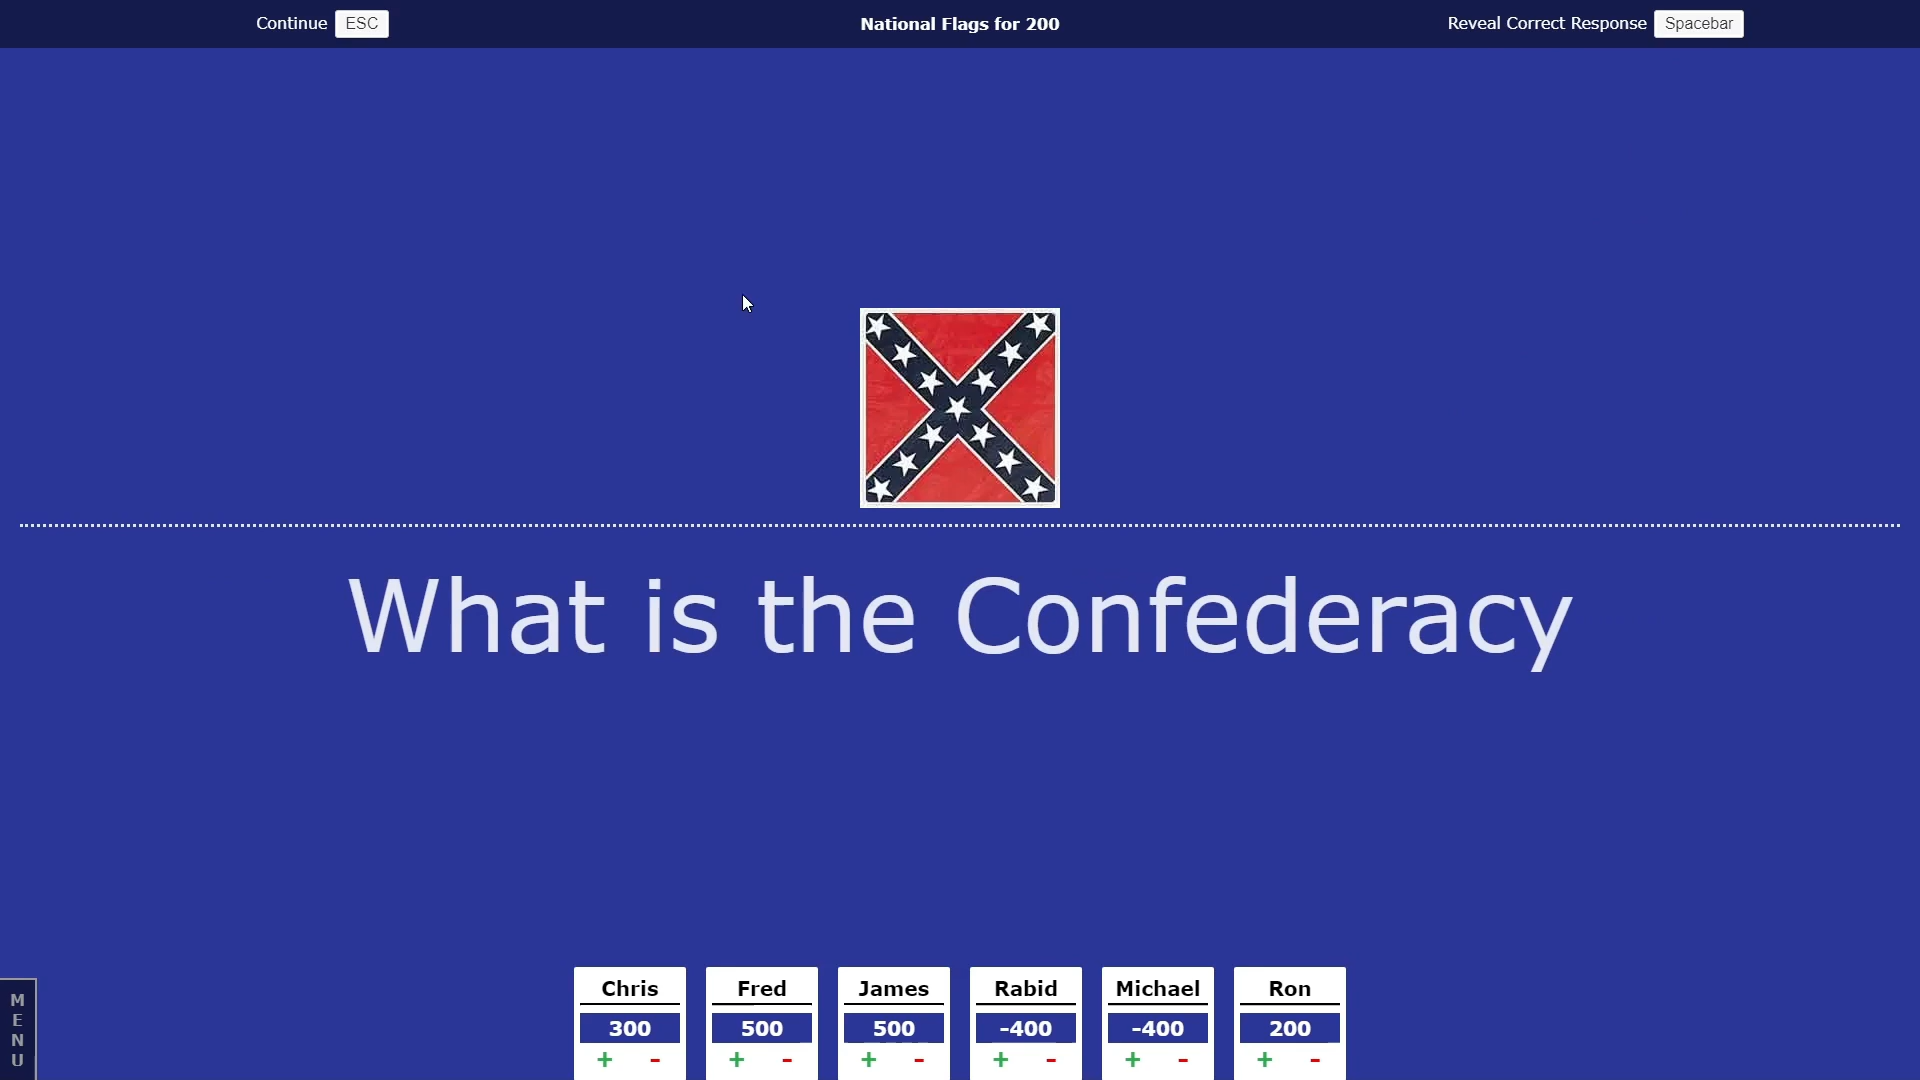 Continue ESC
National Flags for 200
Reveal Correct Response Spacebar
What is the Confederacy
MENU
Chris Fred James Rabid Michael Ron
300 500 500 -400 -400 200
+ - + - + - + - + - + -